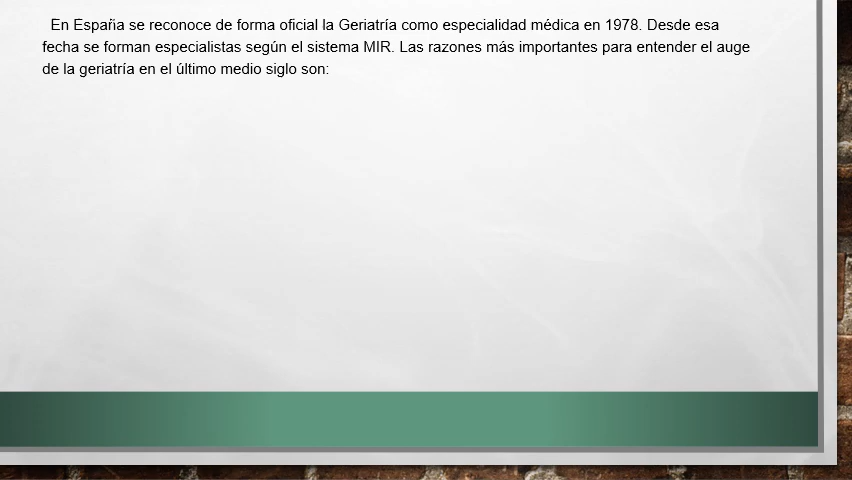 En España se reconoce de forma oficial la Geriatría como especialidad médica en 1978. Desde esa
fecha se forman especialistas según el sistema MIR. Las razones más importantes para entender el auge
de la geriatría en el último medio siglo son: